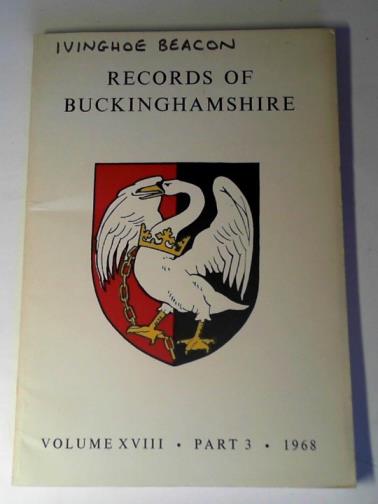 IVINGHOE BEACON
RECORDS OF
BUCKINGHAMSHIRE
VOLUME XVIII • PART 3 • 1968